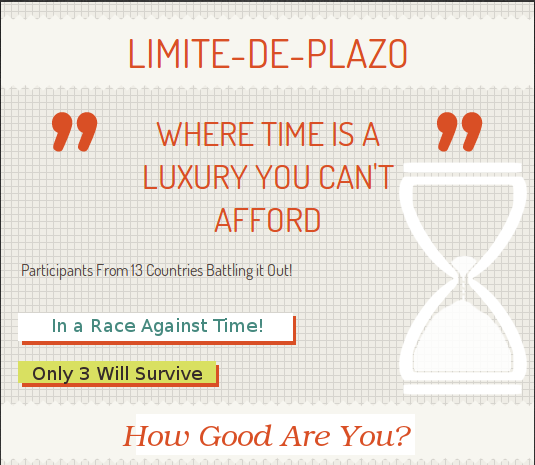 LIMITE-DE-PLAZO
” WHERE TIME IS A ”
LUXURY YOU CAN'T
AFFORD
Participants From 13 Countries Battling it Out!
In a Race Against Time!
Only 3 Will Survive
How Good Are You?